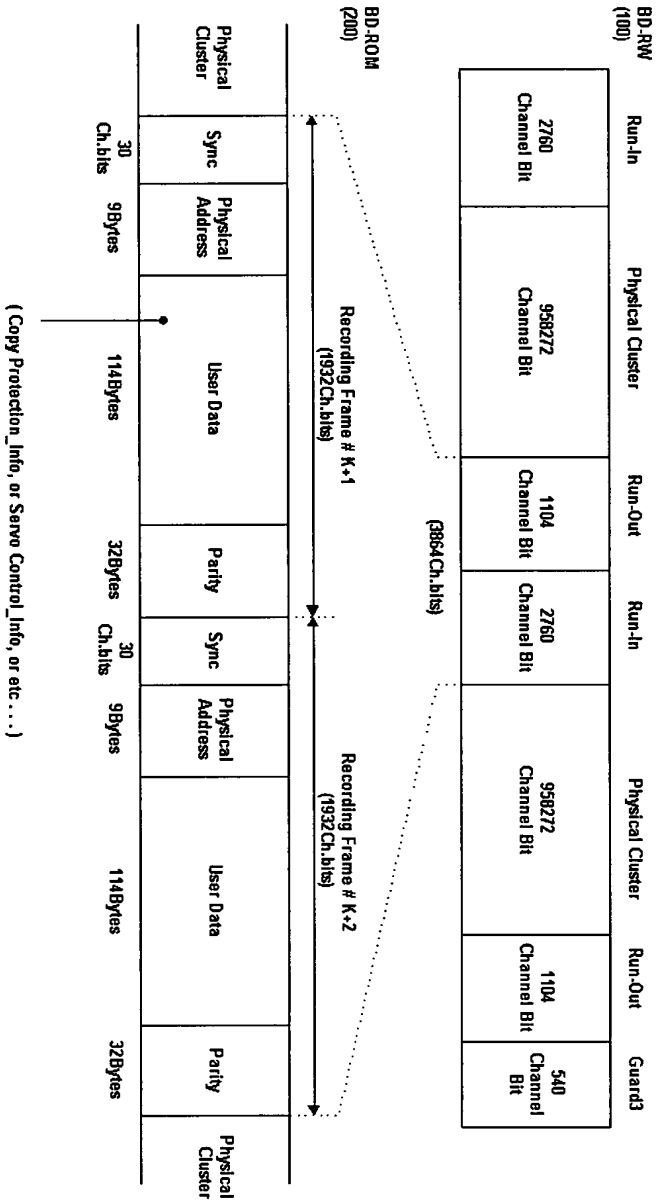 BD-RW
(100)
Run-In
Physical Cluster
Run-Out
Run-In
Physical Cluster
Run-Out
Guard3
2760
Channel Bit
958272
Channel Bit
1104
Channel Bit
2760
Channel Bit
958272
Channel Bit
1104
Channel Bit
540
Channel
Bit
(3864Ch.bits)
BD-ROM
(200)
Recording Frame # K+1
(1932Ch.bits)
Recording Frame # K+2
(1932Ch.bits)
Physical
Cluster
Sync
Physical
Address
User Data
Parity
Sync
Physical
Address
User Data
Parity
Physical
Cluster
30
Ch.bits
9Bytes
114Bytes
32Bytes
30
Ch.bits
9Bytes
114Bytes
32Bytes
( Copy Protection_Info, or Servo Control_Info, or etc . . . )